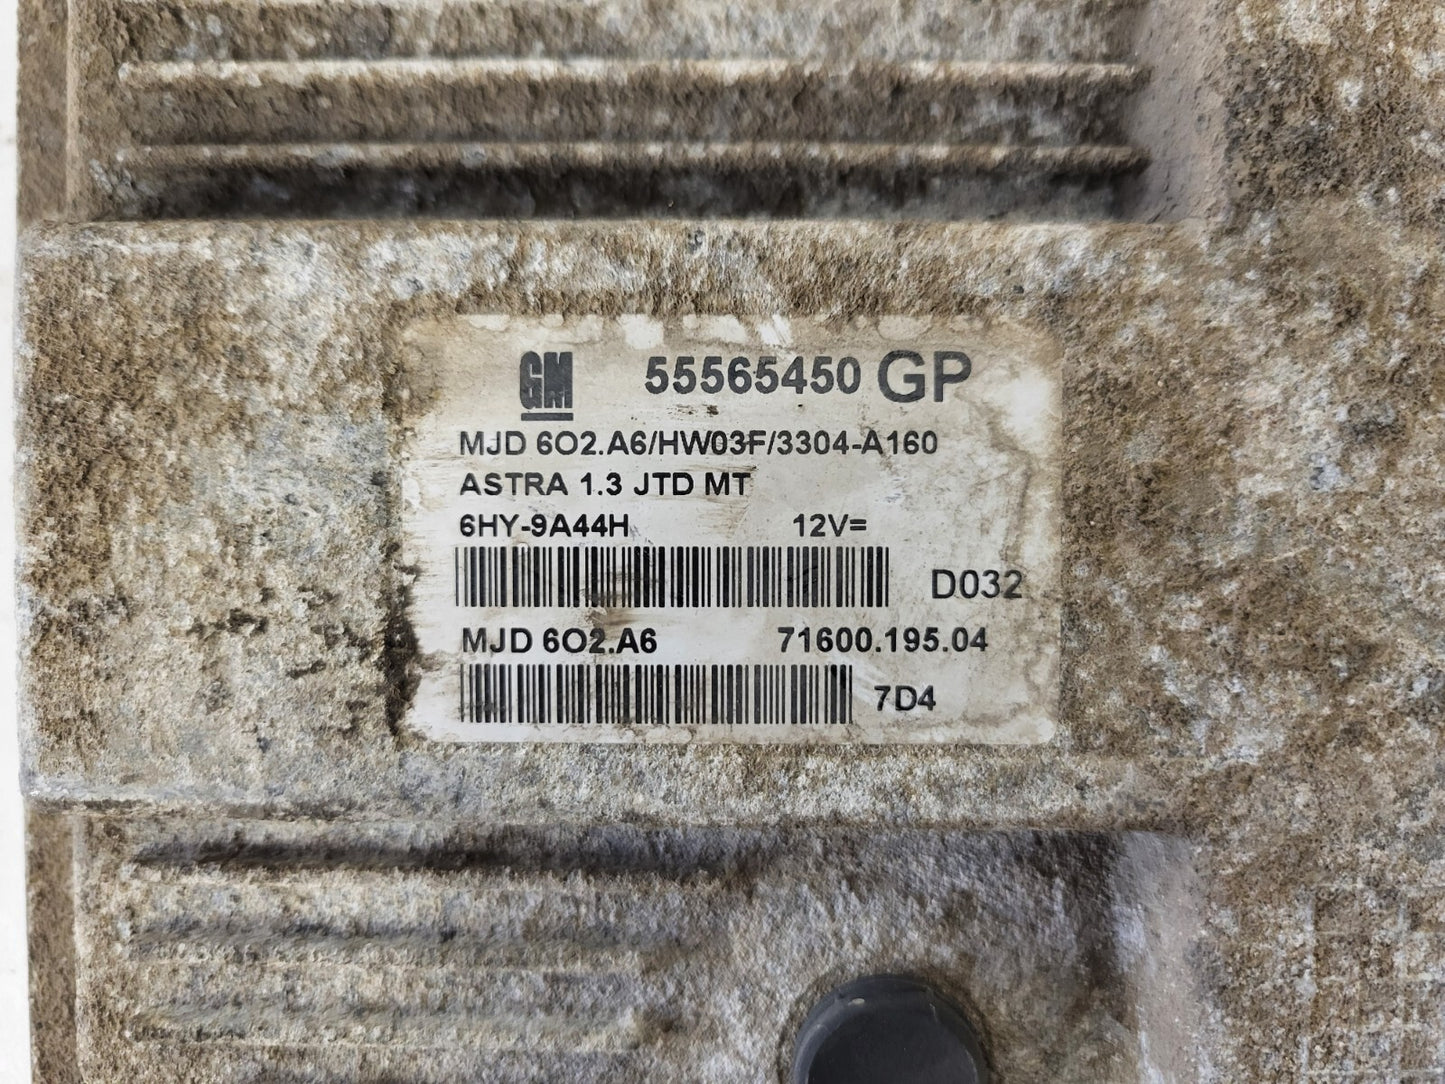 GM 55565450 GP
MJD 6O2.A6/HW03F/3304-A160
ASTRA 1.3 JTD MT
6HY-9A44H 12V=
D032
MJD 6O2.A6 71600.195.04
7D4